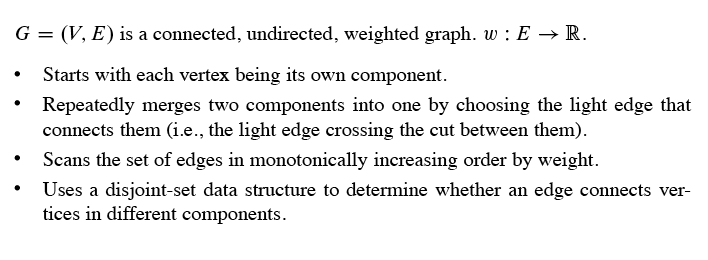 G = (V, E) is a connected, undirected, weighted graph. w : E → ℝ.
• Starts with each vertex being its own component.
• Repeatedly merges two components into one by choosing the light edge that
connects them (i.e., the light edge crossing the cut between them).
• Scans the set of edges in monotonically increasing order by weight.
• Uses a disjoint-set data structure to determine whether an edge connects ver-
tices in different components.